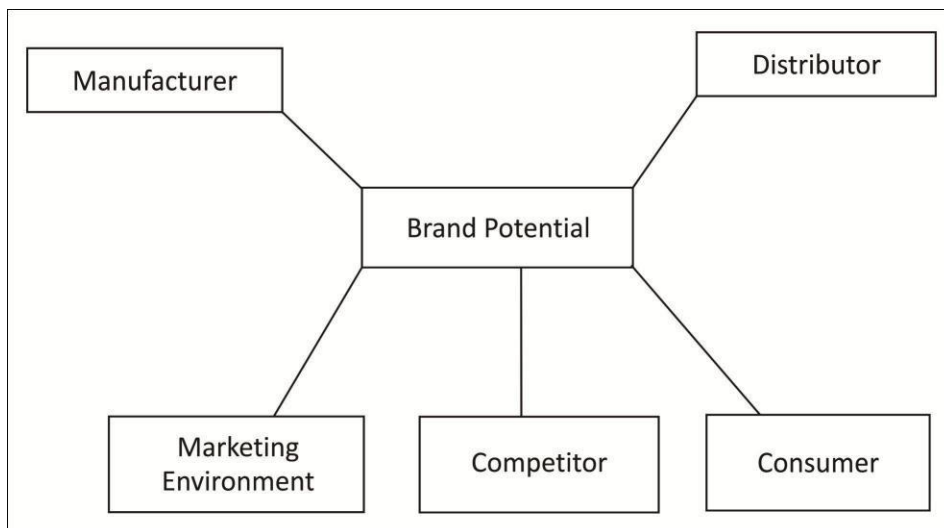 Manufacturer
Distributor
Brand Potential
Marketing
Environment
Competitor
Consumer